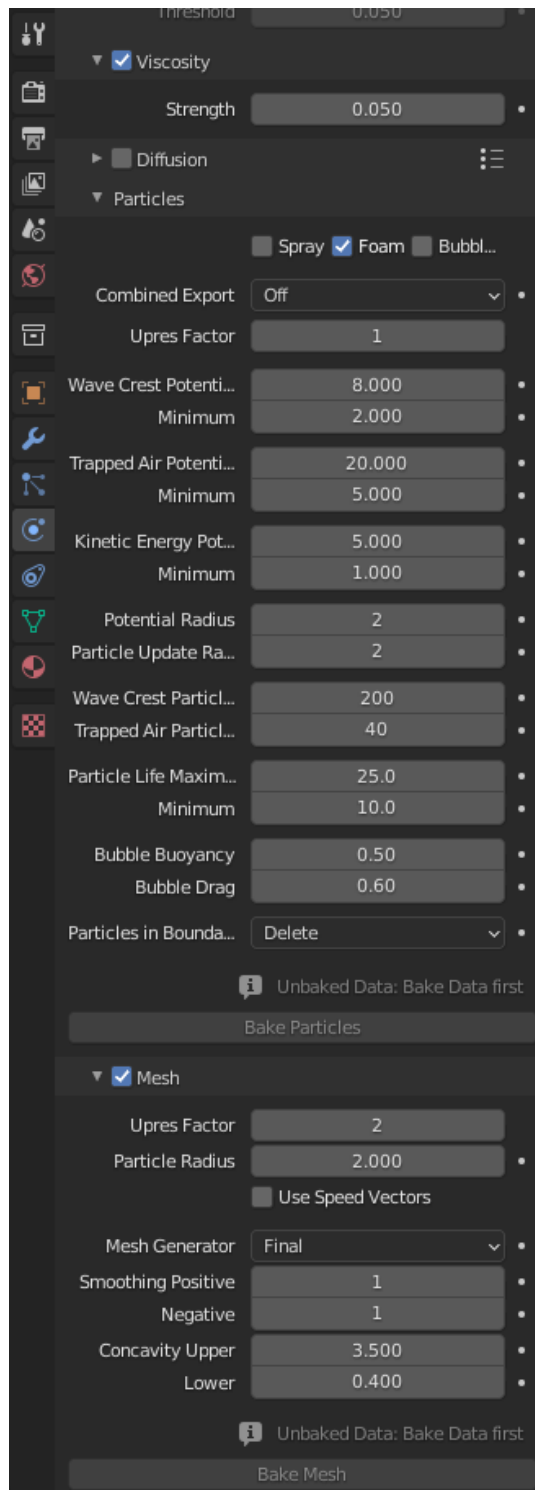 Threshold 0.050
Viscosity
Strength 0.050
Diffusion
Particles
Spray Foam Bubbl...
Combined Export Off
Upres Factor 1
Wave Crest Potenti... 8.000
Minimum 2.000
Trapped Air Potenti... 20.000
Minimum 5.000
Kinetic Energy Pot... 5.000
Minimum 1.000
Potential Radius 2
Particle Update Ra... 2
Wave Crest Particl... 200
Trapped Air Particl... 40
Particle Life Maxim... 25.0
Minimum 10.0
Bubble Buoyancy 0.50
Bubble Drag 0.60
Particles in Bounda... Delete
Unbaked Data: Bake Data first
Bake Particles
Mesh
Upres Factor 2
Particle Radius 2.000
Use Speed Vectors
Mesh Generator Final
Smoothing Positive 1
Negative 1
Concavity Upper 3.500
Lower 0.400
Unbaked Data: Bake Data first
Bake Mesh